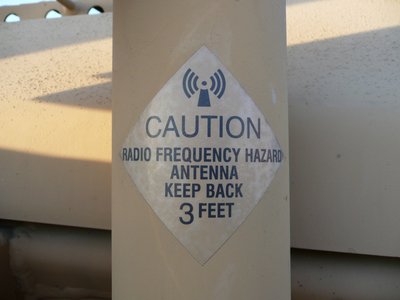 CAUTION
RADIO FREQUENCY HAZARD
ANTENNA
KEEP BACK
3 FEET